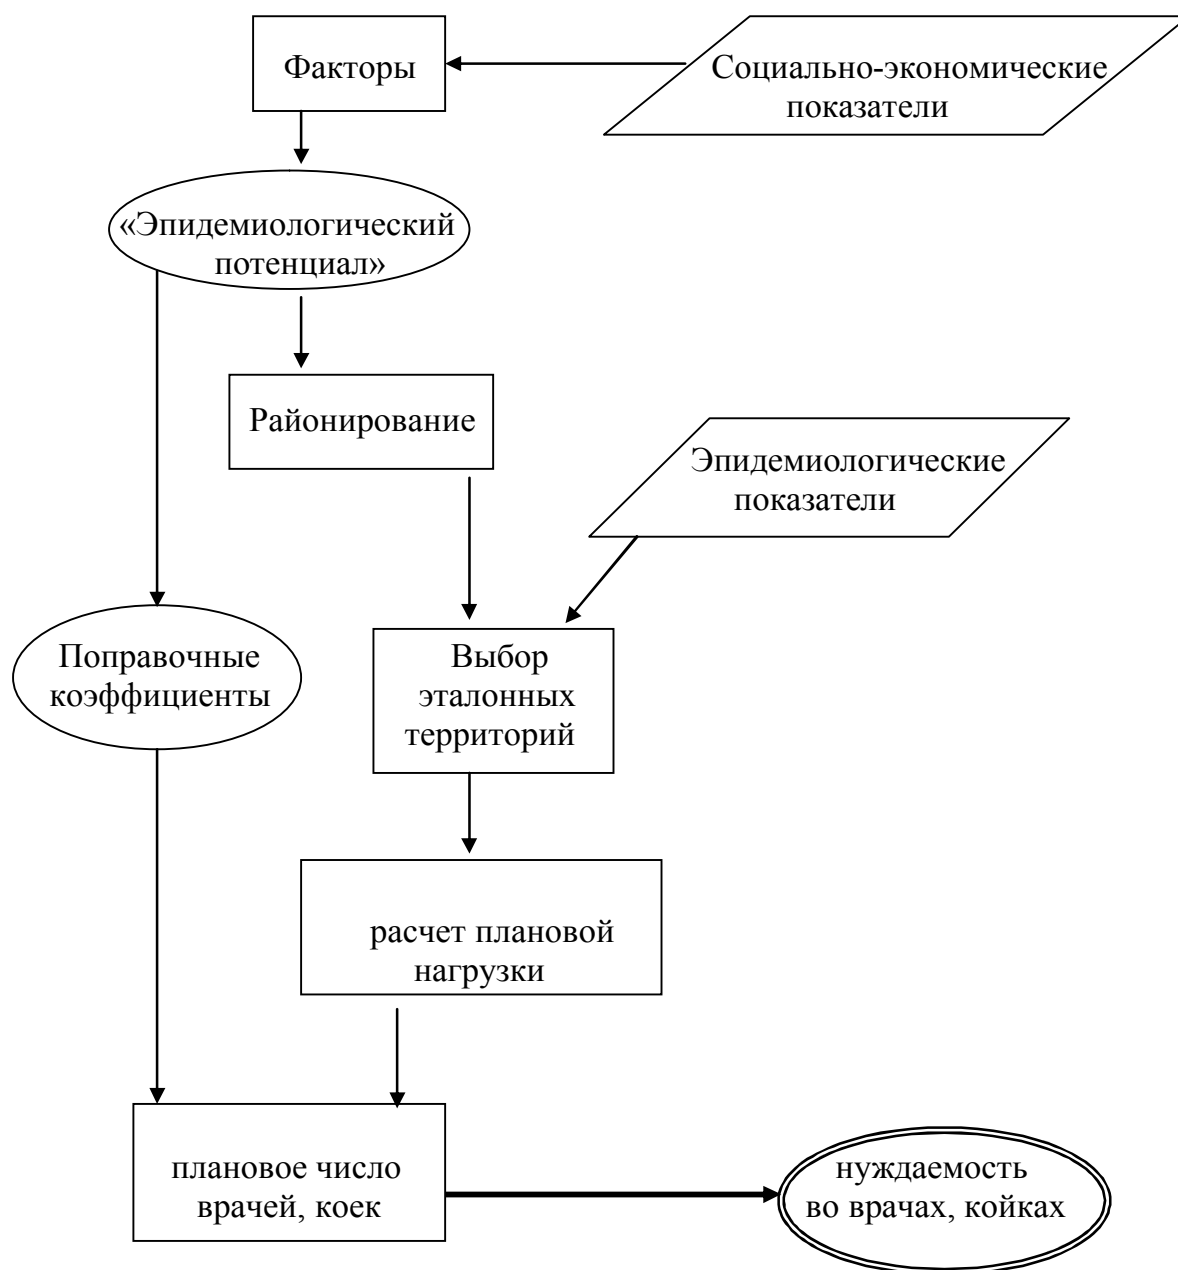 Факторы
Социально-экономические
показатели
«Эпидемиологический
потенциал»
Районирование
Эпидемиологические
показатели
Поправочные
коэффициенты
Выбор
эталонных
территорий
расчет плановой
нагрузки
плановое число
врачей, коек
нуждаемость
во врачах, койках